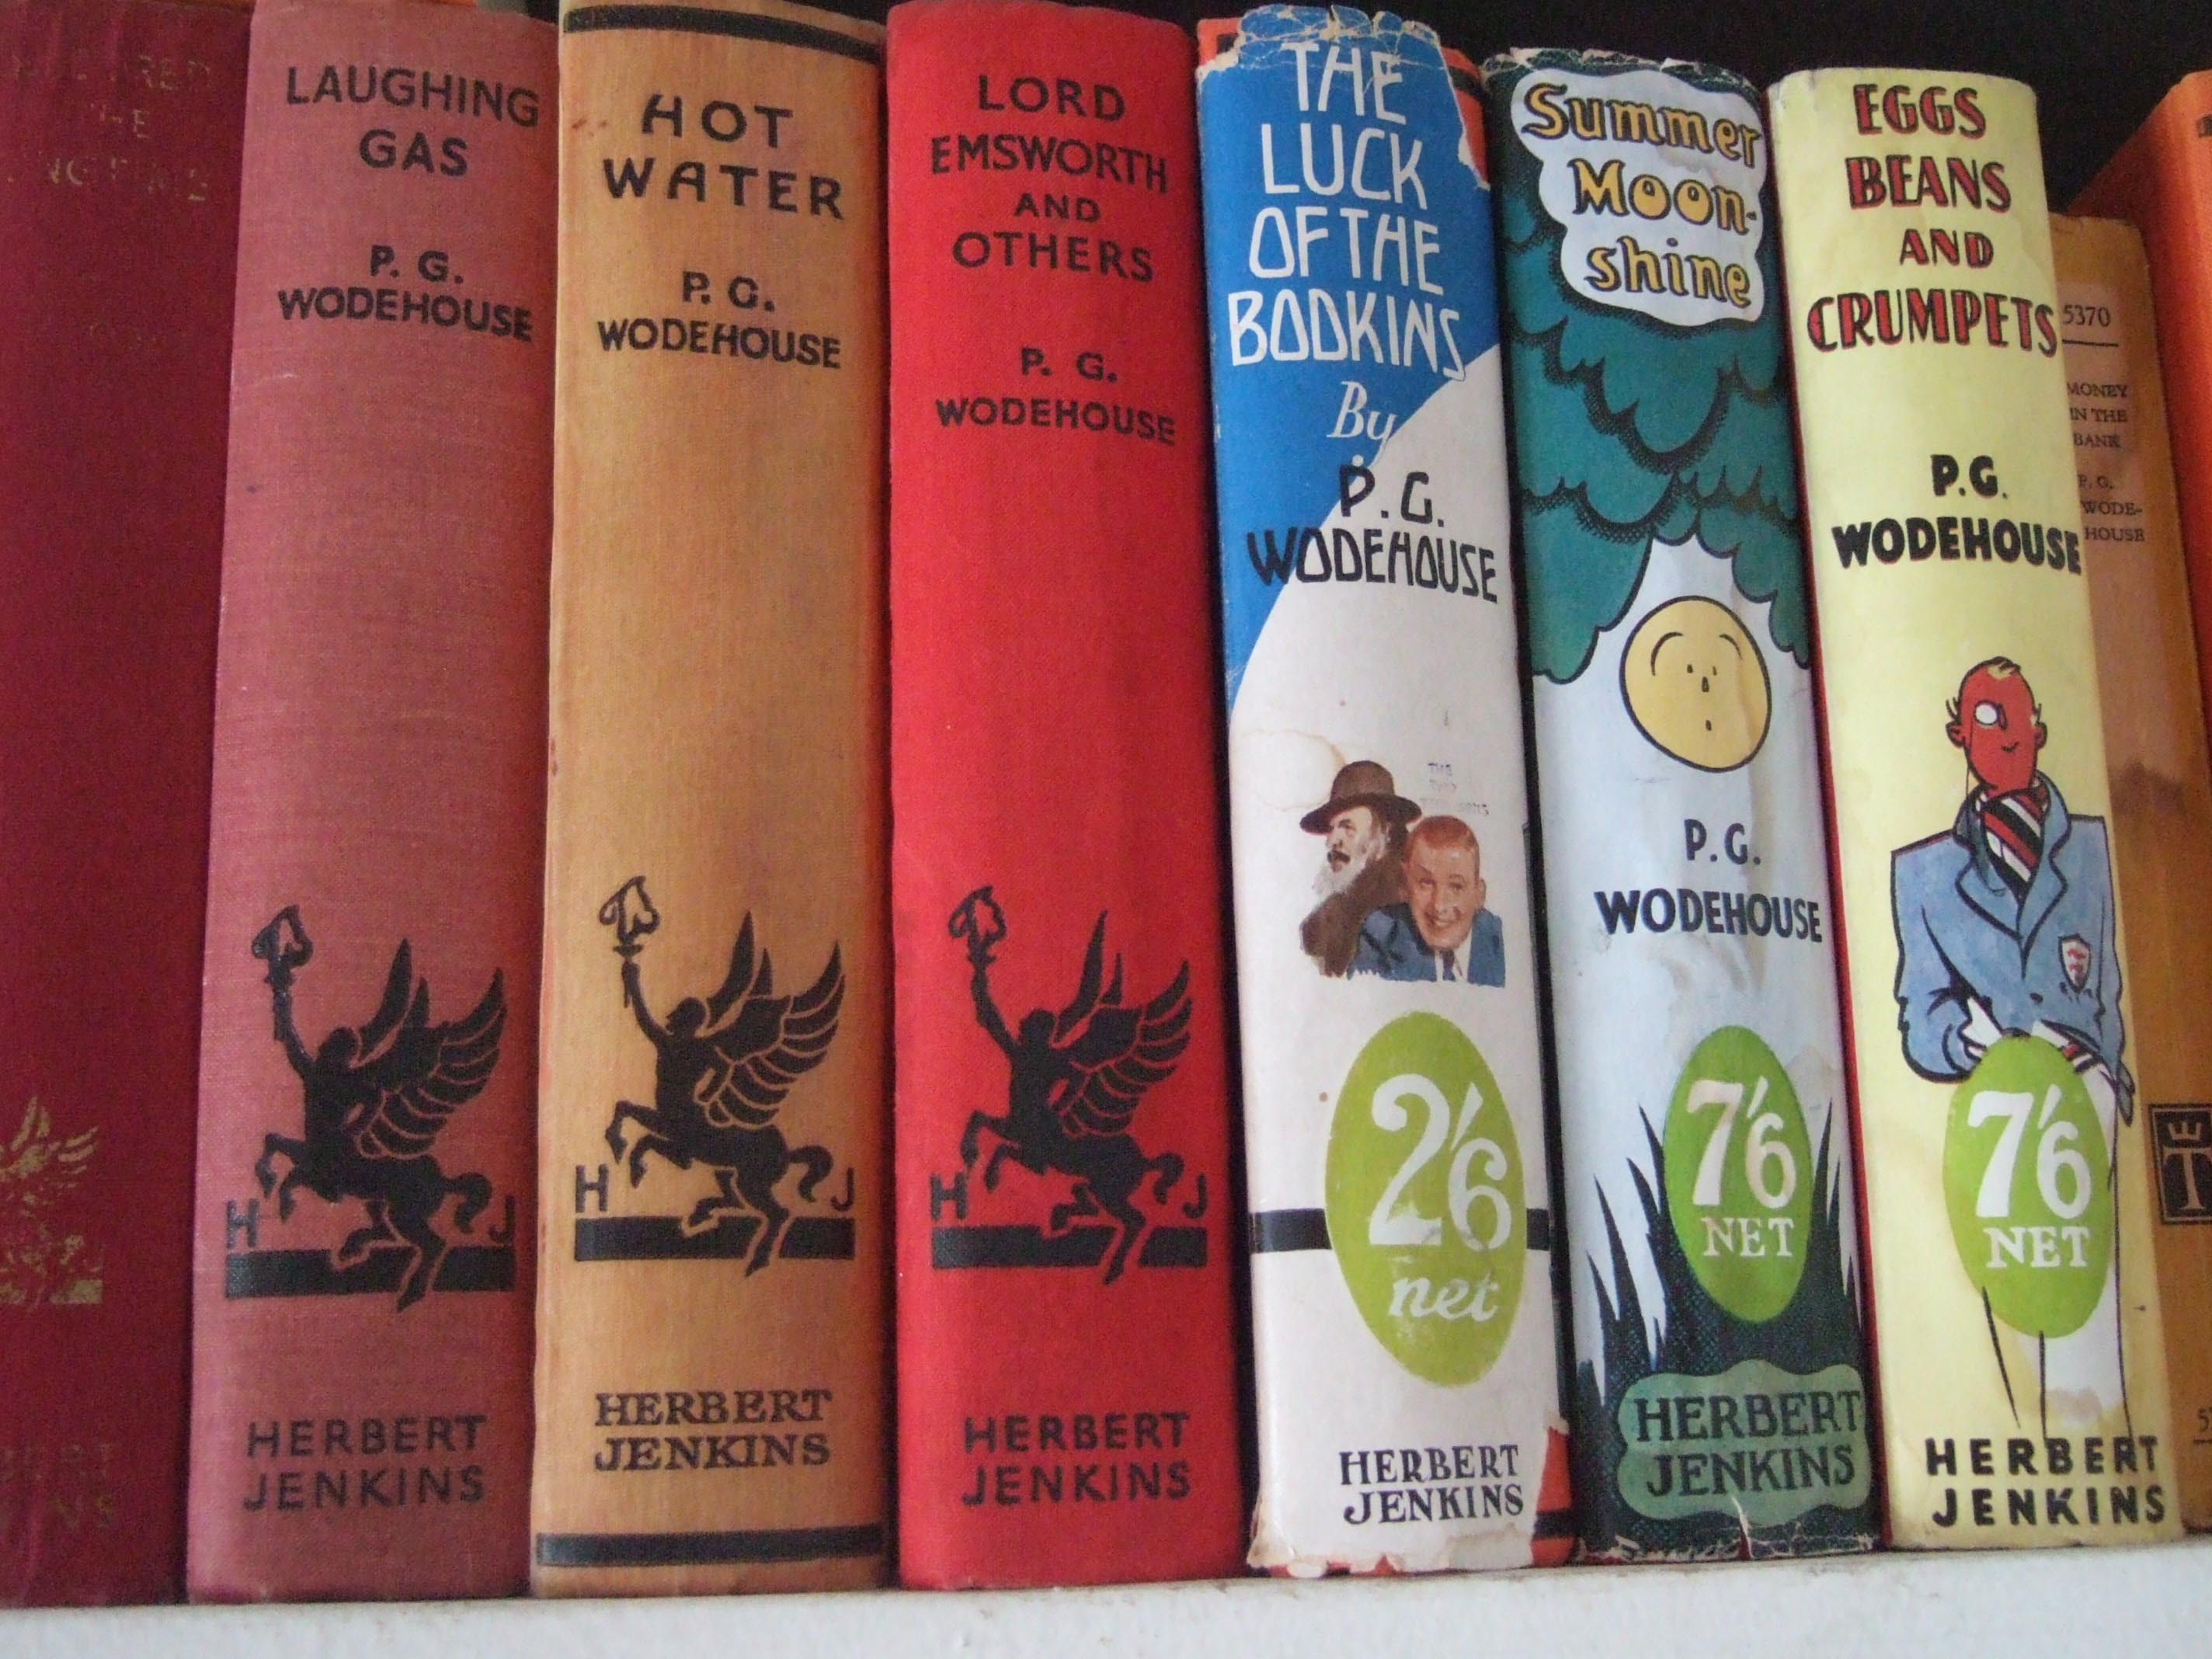 LAUGHING
GAS
P. G.
WODEHOUSE
H J
HERBERT
JENKINS
HOT
WATER
P. G.
WODEHOUSE
H J
HERBERT
JENKINS
LORD
EMSWORTH
AND
OTHERS
P. G.
WODEHOUSE
H J
HERBERT
JENKINS
THE
LUCK
OF THE
BODKINS
By
P. G.
WODEHOUSE
2'6
net
HERBERT
JENKINS
Summer
Moon-
shine
P.G.
WODEHOUSE
7'6
NET
HERBERT
JENKINS
EGGS
BEANS
AND
CRUMPETS
P.G.
WODEHOUSE
7'6
NET
HERBERT
JENKINS
5370
MONEY
IN THE
BANK
P. G.
WODE-
HOUSE
T